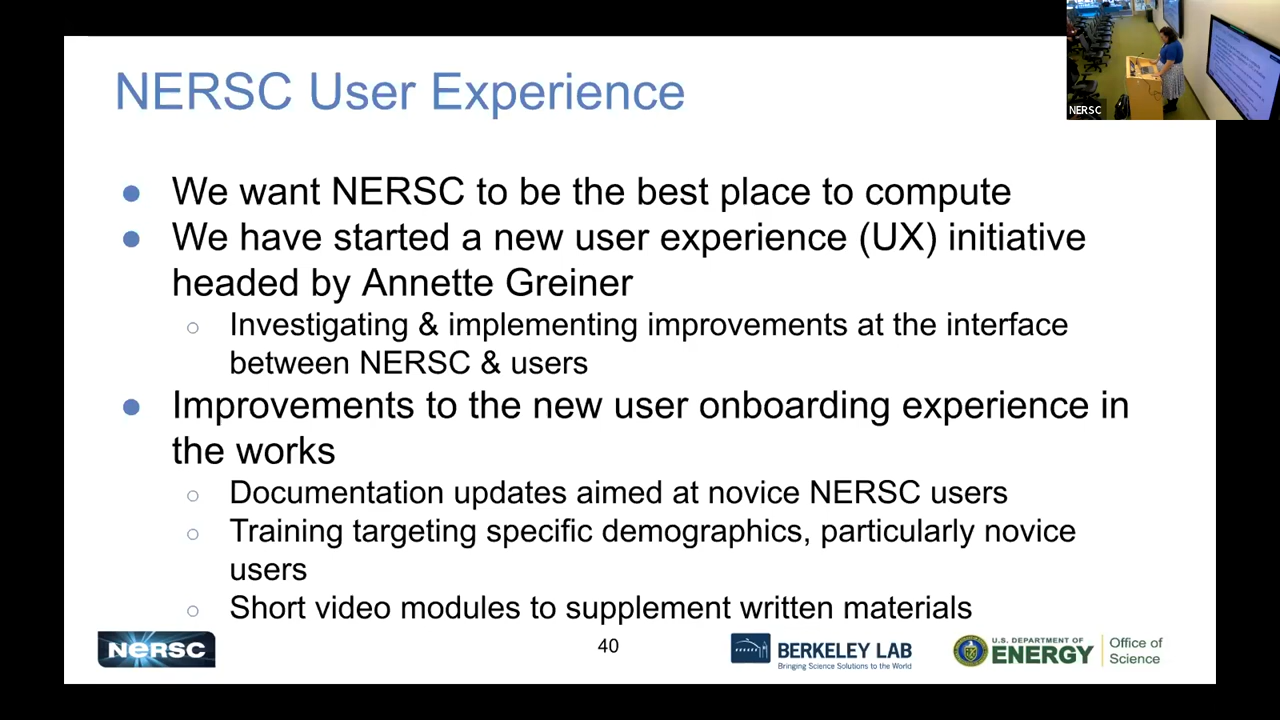 NERSC User Experience
NERSC
● We want NERSC to be the best place to compute
● We have started a new user experience (UX) initiative
headed by Annette Greiner
○ Investigating & implementing improvements at the interface
between NERSC & users
● Improvements to the new user onboarding experience in
the works
○ Documentation updates aimed at novice NERSC users
○ Training targeting specific demographics, particularly novice
users
○ Short video modules to supplement written materials
NERSC
40
BERKELEY LAB
Bringing Science Solutions to the World
U.S. DEPARTMENT OF
ENERGY
Office of
Science